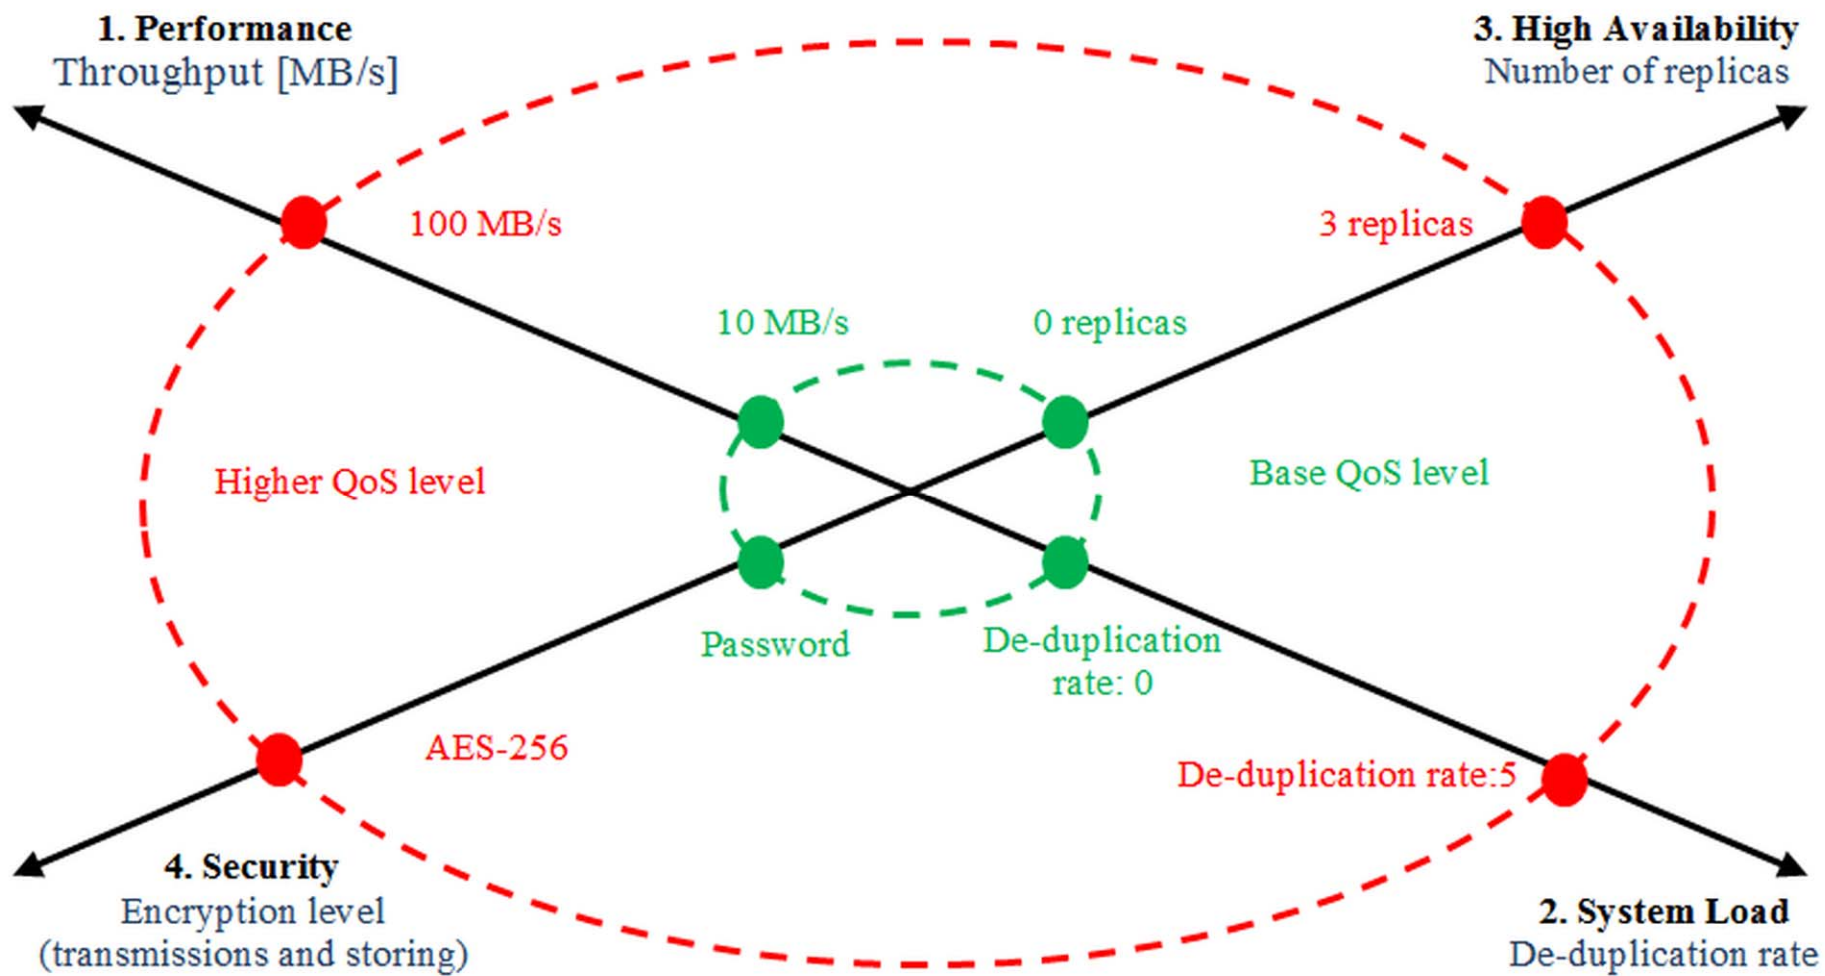 1. Performance
Throughput [MB/s]
3. High Availability
Number of replicas
100 MB/s
3 replicas
10 MB/s
0 replicas
Higher QoS level
Base QoS level
Password
De-duplication
rate: 0
AES-256
De-duplication rate:5
4. Security
Encryption level
(transmissions and storing)
2. System Load
De-duplication rate